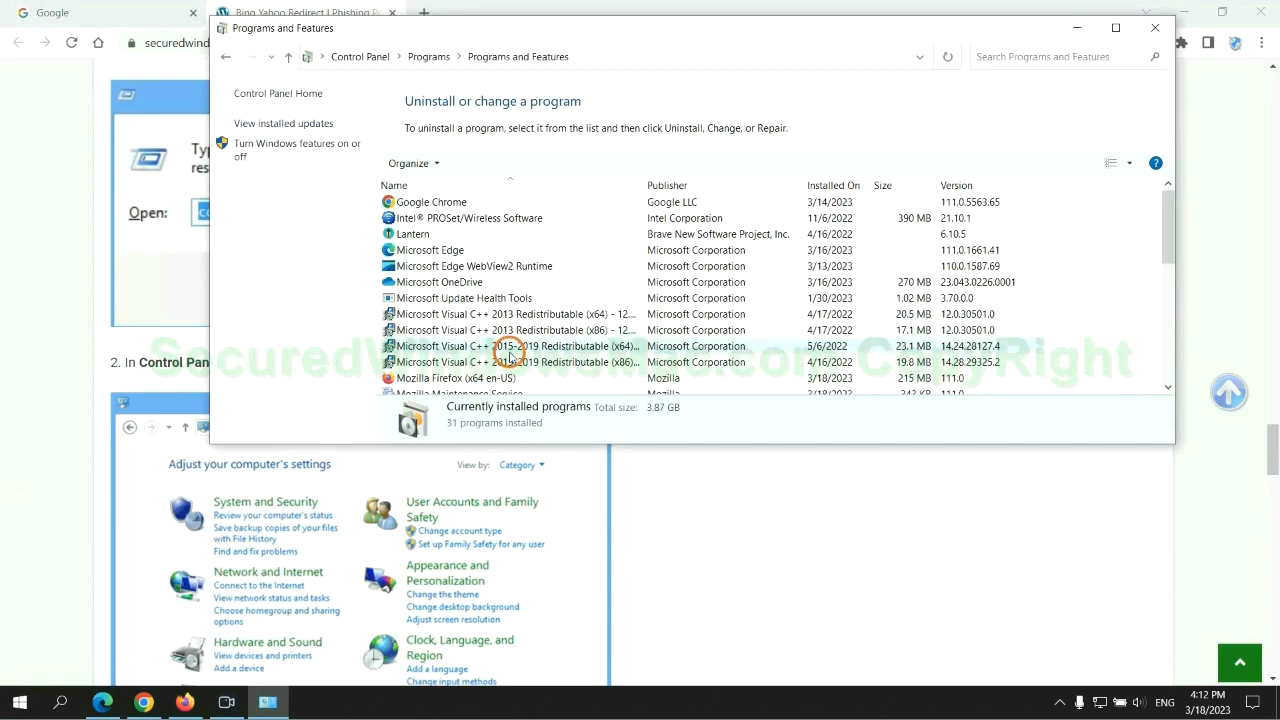 Google
Bing Yahoo Redirect | Phishing P
securedwind
Programs and Features
Control Panel
Programs
Programs and Features
Search Programs and Features
Control Panel Home
View installed updates
Turn Windows features on or
off
Uninstall or change a program
To uninstall a program, select it from the list and then click Uninstall, Change, or Repair.
Organize
Name Publisher Installed On Size Version
Google Chrome Google LLC 3/14/2023 111.0.5563.65
Intel® PROSet/Wireless Software Intel Corporation 11/6/2022 390 MB 21.10.1
Lantern Brave New Software Project, Inc. 4/16/2022 6.10.5
Microsoft Edge Microsoft Corporation 3/16/2023 111.0.1661.41
Microsoft Edge WebView2 Runtime Microsoft Corporation 3/13/2023 110.0.1587.69
Microsoft OneDrive Microsoft Corporation 3/16/2023 270 MB 23.043.0226.0001
Microsoft Update Health Tools Microsoft Corporation 1/30/2023 1.02 MB 3.70.0.0
Microsoft Visual C++ 2013 Redistributable (x64) - 12.... Microsoft Corporation 4/17/2022 20.5 MB 12.0.30501.0
Microsoft Visual C++ 2013 Redistributable (x86) - 12.... Microsoft Corporation 4/17/2022 17.1 MB 12.0.30501.0
Microsoft Visual C++ 2015-2019 Redistributable (x64)... Microsoft Corporation 5/6/2022 23.1 MB 14.24.28127.4
Microsoft Visual C++ 2015-2019 Redistributable (x86)... Microsoft Corporation 4/16/2022 19.8 MB 14.28.29325.2
Mozilla Firefox (x64 en-US) Mozilla 3/18/2023 215 MB 111.0
Mozilla Maintenance Service Mozilla 3/18/2023 343 KB 111.0
Currently installed programs Total size: 3.87 GB
31 programs installed
Ty
res
Open:
2. In Control Pan
Adjust your computer's settings
View by: Category
System and Security
Review your computer's status
Save backup copies of your files
with File History
Find and fix problems
Network and Internet
Connect to the Internet
View network status and tasks
Choose homegroup and sharing
options
Hardware and Sound
View devices and printers
Add a device
User Accounts and Family
Safety
Change account type
Set up Family Safety for any user
Appearance and
Personalization
Change the theme
Change desktop background
Adjust screen resolution
Clock, Language, and
Region
Add a language
Change input methods
ENG
4:12 PM
3/18/2023